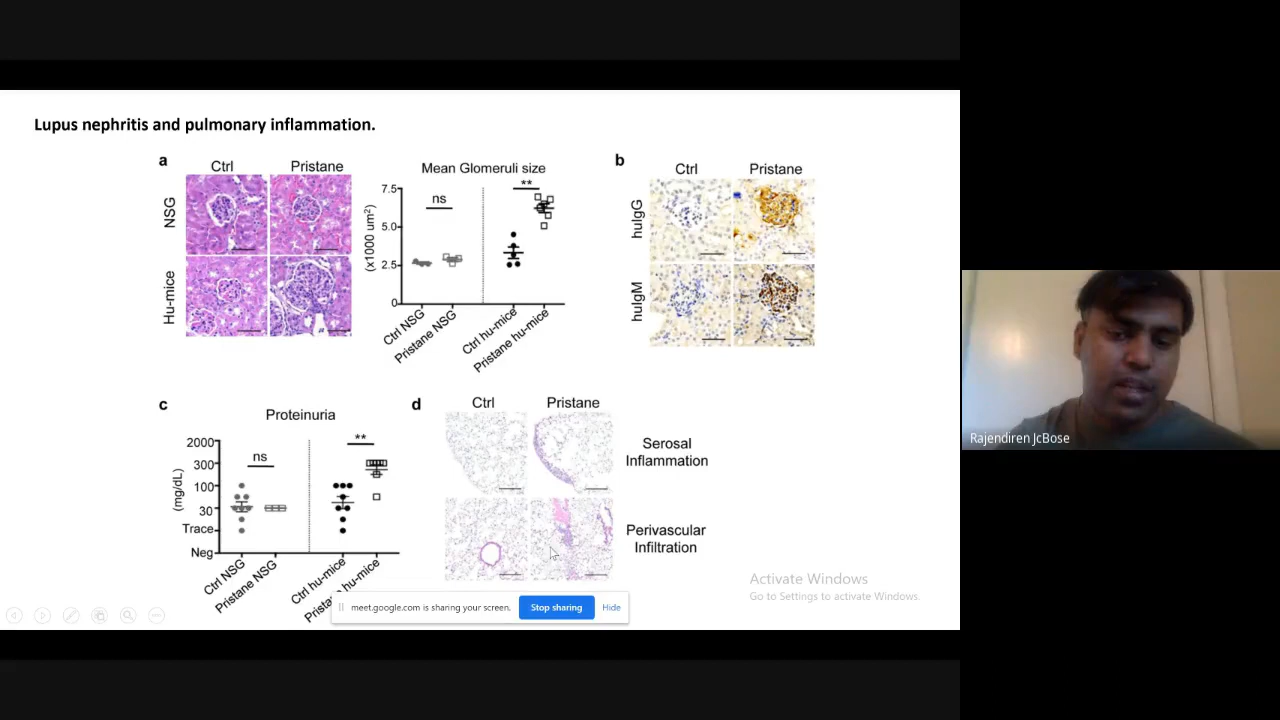 Lupus nephritis and pulmonary inflammation.
a
Ctrl
Pristane
NSG
Hu-mice
Mean Glomeruli size
(x1000 um²)
7.5
5.0
2.5
0
ns
**
Ctrl NSG
Pristane NSG
Ctrl hu-mice
Pristane hu-mice
b
Ctrl
Pristane
huIgG
huIgM
c
Proteinuria
(mg/dL)
2000
300
100
30
Trace
Neg
ns
**
Ctrl NSG
Pristane NSG
Ctrl hu-mice
hu-mice
d
Ctrl
Pristane
Serosal
Inflammation
Perivascular
Infiltration
Rajendiren JcBose
Activate Windows
Go to Settings to activate Windows.
meet.google.com is sharing your screen.
Stop sharing
Hide